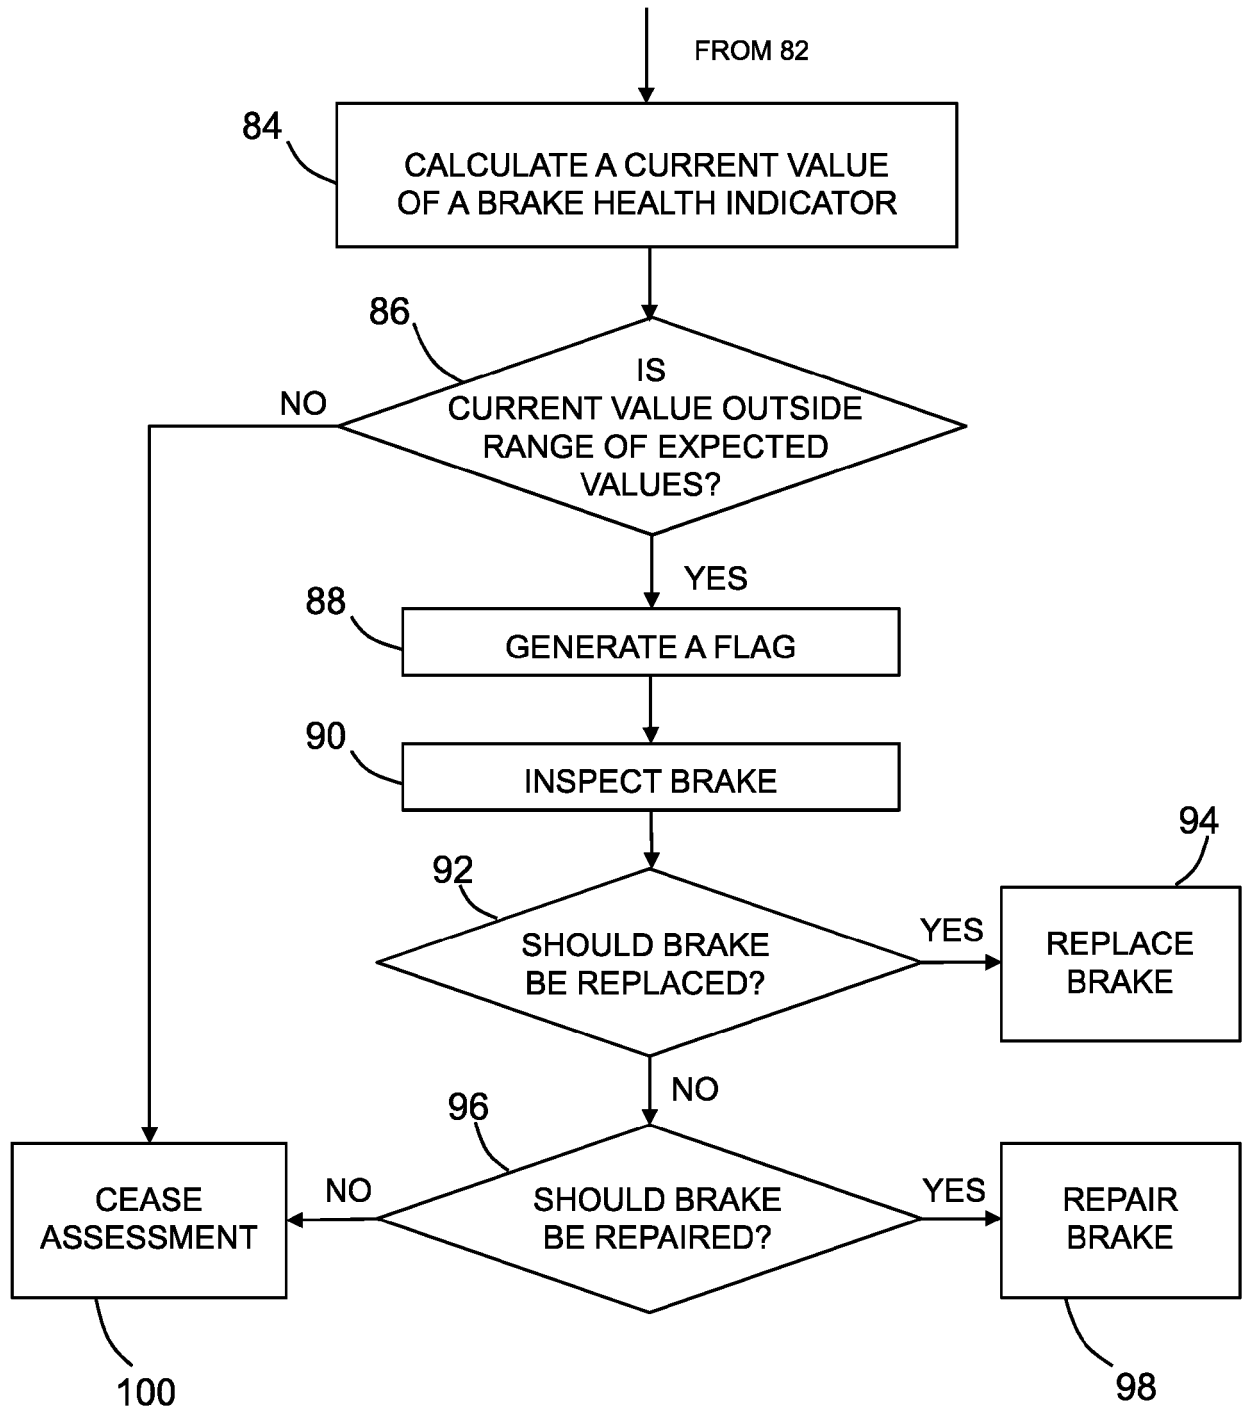 FROM 82
84
CALCULATE A CURRENT VALUE
OF A BRAKE HEALTH INDICATOR
86
IS
CURRENT VALUE OUTSIDE
RANGE OF EXPECTED
VALUES?
NO
YES
88
GENERATE A FLAG
90
INSPECT BRAKE
92
SHOULD BRAKE
BE REPLACED?
YES
94
REPLACE
BRAKE
NO
96
SHOULD BRAKE
BE REPAIRED?
NO
CEASE
ASSESSMENT
100
YES
REPAIR
BRAKE
98